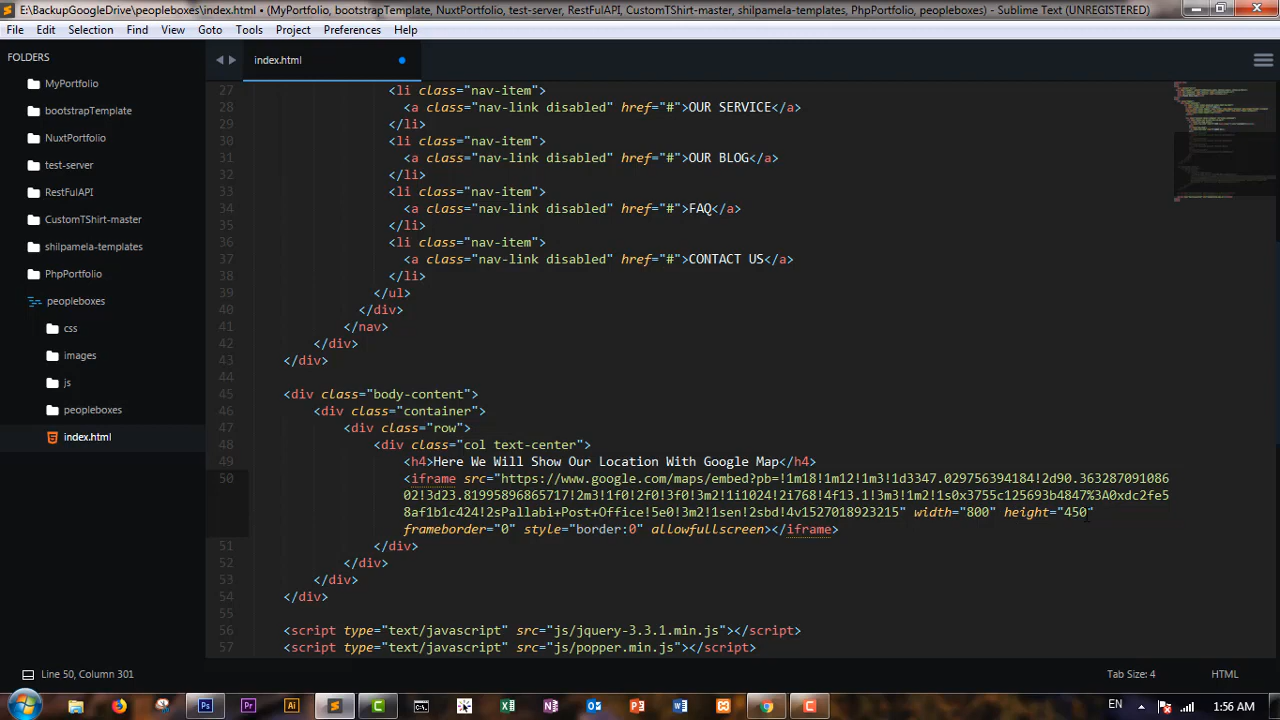 E:\BackupGoogleDrive\peopleboxes\index.html • (MyPortfolio, bootstrapTemplate, NuxtPortfolio, test-server, RestFulAPI, CustomTShirt-master, shilpamela-templates, PhpPortfolio, peopleboxes) - Sublime Text (UNREGISTERED)
File Edit Selection Find View Goto Tools Project Preferences Help
FOLDERS
MyPortfolio
bootstrapTemplate
NuxtPortfolio
test-server
RestFulAPI
CustomTShirt-master
shilpamela-templates
PhpPortfolio
peopleboxes
css
images
js
peopleboxes
index.html
index.html
27 <li class="nav-item">
28 <a class="nav-link disabled" href="#">OUR SERVICE</a>
29 </li>
30 <li class="nav-item">
31 <a class="nav-link disabled" href="#">OUR BLOG</a>
32 </li>
33 <li class="nav-item">
34 <a class="nav-link disabled" href="#">FAQ</a>
35 </li>
36 <li class="nav-item">
37 <a class="nav-link disabled" href="#">CONTACT US</a>
38 </li>
39 </ul>
40 </div>
41 </nav>
42 </div>
43 </div>
44
45 <div class="body-content">
46 <div class="container">
47 <div class="row">
48 <div class="col text-center">
49 <h4>Here We Will Show Our Location With Google Map</h4>
50 <iframe src="https://www.google.com/maps/embed?pb=!1m18!1m12!1m3!1d3347.029756394184!2d90.363287091086
02!3d23.81995896865717!2m3!1f0!2f0!3f0!3m2!1i1024!2i768!4f13.1!3m3!1m2!1s0x3755c125693b4847%3A0xdc2fe5
8af1b1c424!2sPallabi+Post+Office!5e0!3m2!1sen!2sbd!4v1527018923215" width="800" height="450"
frameborder="0" style="border:0" allowfullscreen></iframe>
51 </div>
52 </div>
53 </div>
54 </div>
55
56 <script type="text/javascript" src="js/jquery-3.3.1.min.js"></script>
57 <script type="text/javascript" src="js/popper.min.js"></script>
Line 50, Column 301
Tab Size: 4
HTML
EN
1:56 AM